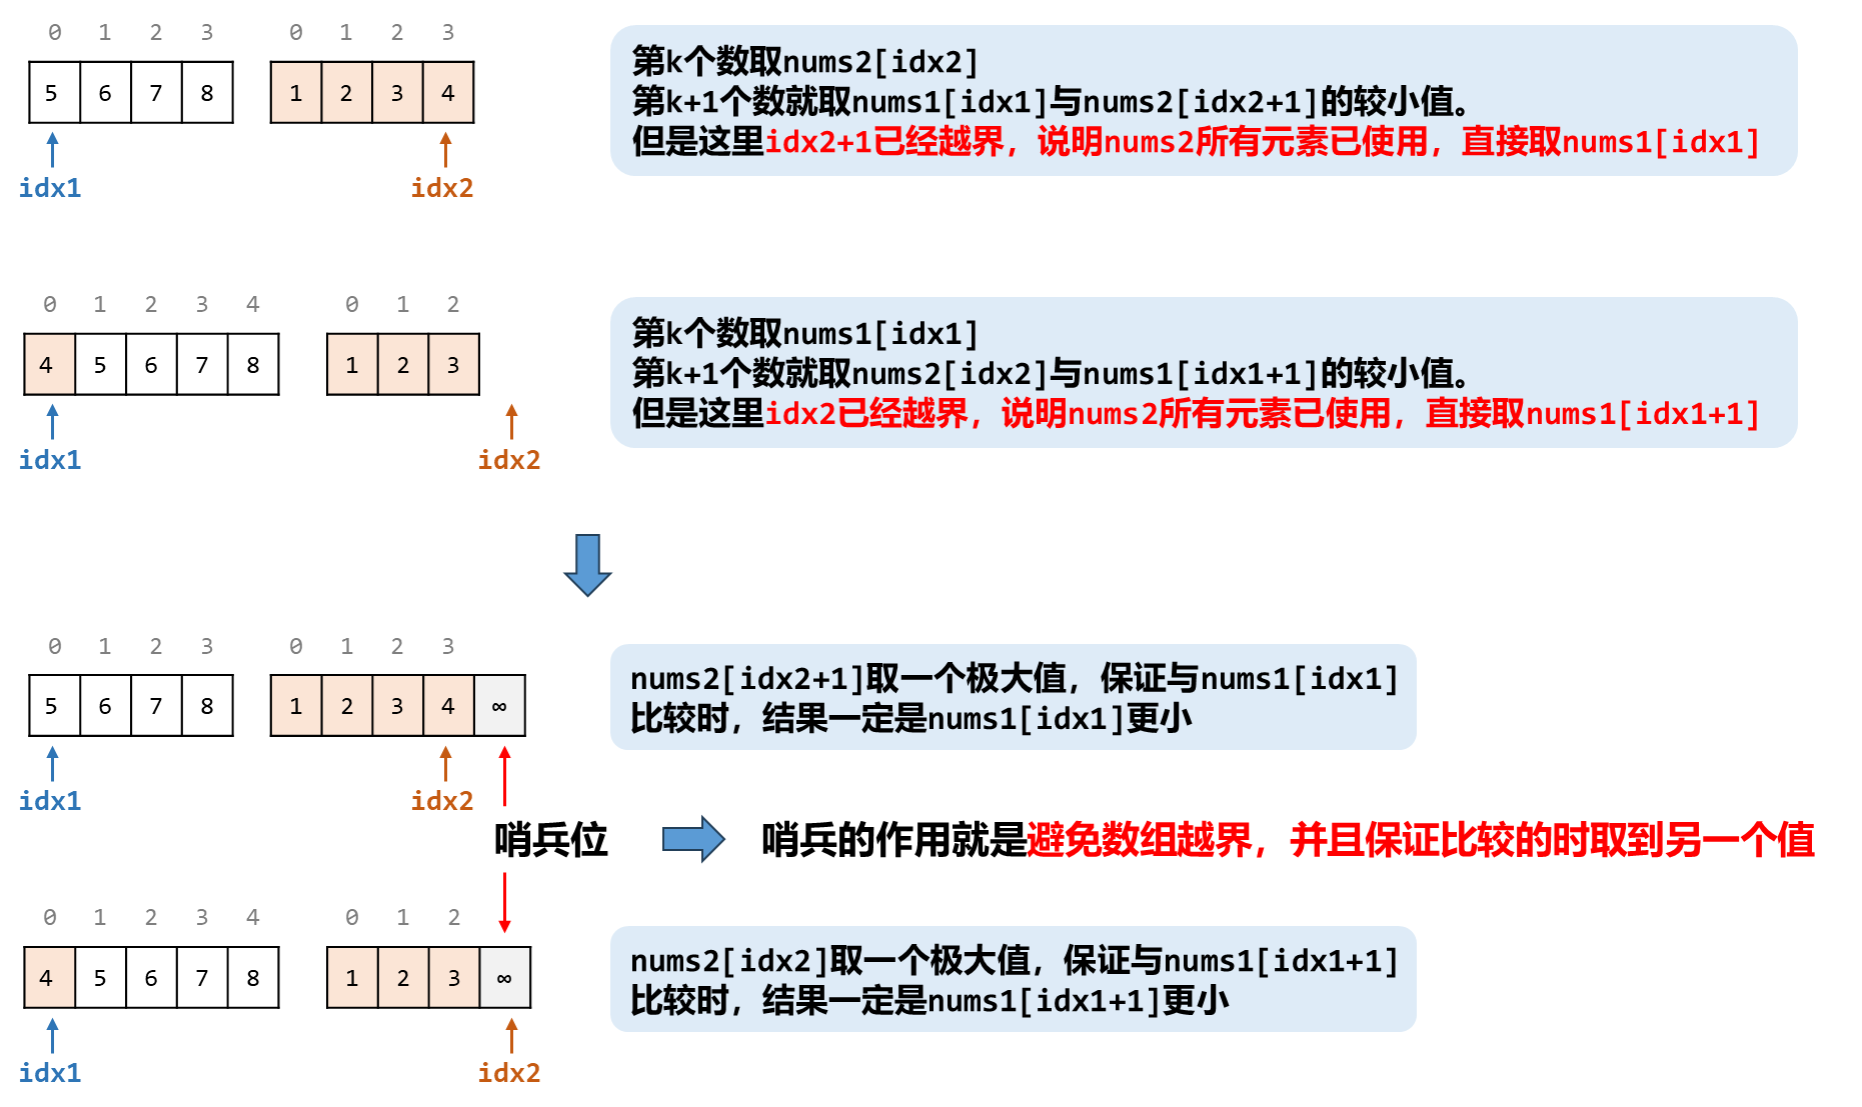 0 1 2 3 0 1 2 3
5 6 7 8 1 2 3 4
idx1 idx2
第k个数取nums2[idx2]
第k+1个数就取nums1[idx1]与nums2[idx2+1]的较小值。
但是这里idx2+1已经越界，说明nums2所有元素已使用，直接取nums1[idx1]
0 1 2 3 4 0 1 2
4 5 6 7 8 1 2 3
idx1 idx2
第k个数取nums1[idx1]
第k+1个数就取nums2[idx2]与nums1[idx1+1]的较小值。
但是这里idx2已经越界，说明nums2所有元素已使用，直接取nums1[idx1+1]
0 1 2 3 0 1 2 3
5 6 7 8 1 2 3 4 ∞
idx1 idx2
nums2[idx2+1]取一个极大值，保证与nums1[idx1]
比较时，结果一定是nums1[idx1]更小
哨兵位
哨兵的作用就是避免数组越界，并且保证比较的时取到另一个值
0 1 2 3 4 0 1 2
4 5 6 7 8 1 2 3 ∞
idx1 idx2
nums2[idx2]取一个极大值，保证与nums1[idx1+1]
比较时，结果一定是nums1[idx1+1]更小